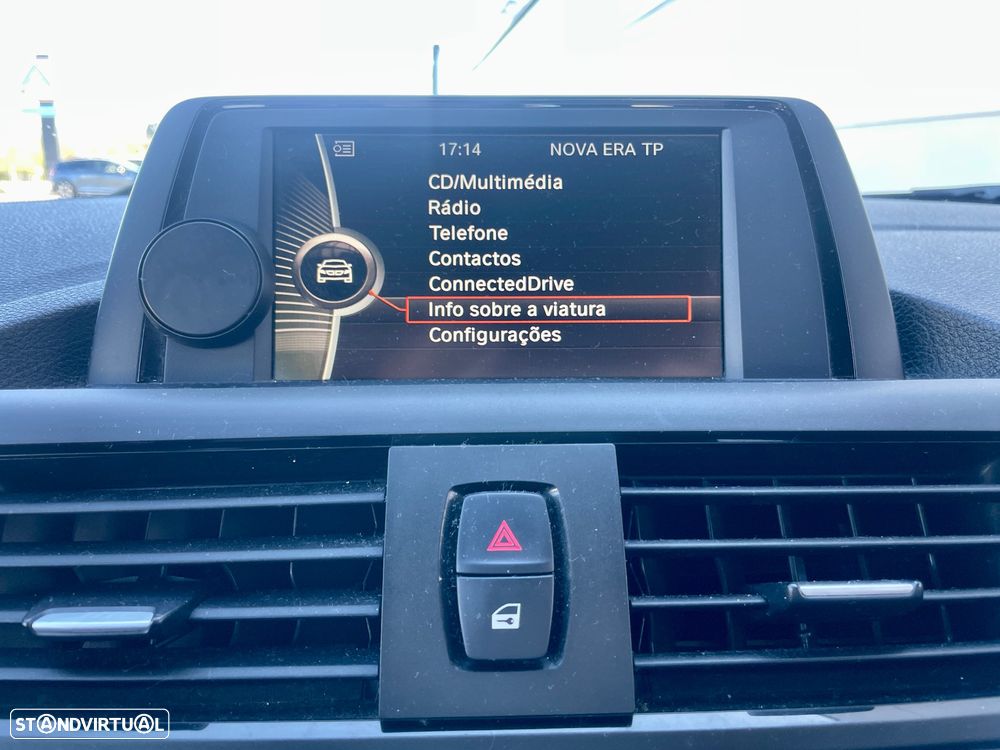 17:14 NOVA ERA TP
CD/Multimédia
Rádio
Telefone
Contactos
ConnectedDrive
Info sobre a viatura
Configurações
STANDVIRTUAL